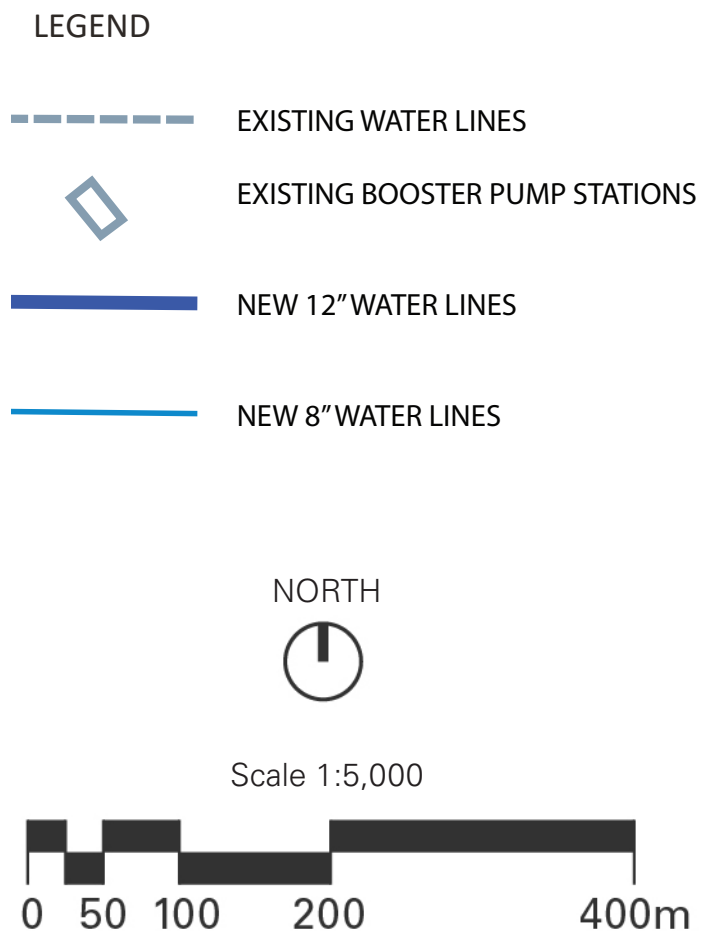 LEGEND
EXISTING WATER LINES
EXISTING BOOSTER PUMP STATIONS
NEW 12” WATER LINES
NEW 8” WATER LINES
NORTH
Scale 1:5,000
0 50 100 200 400m